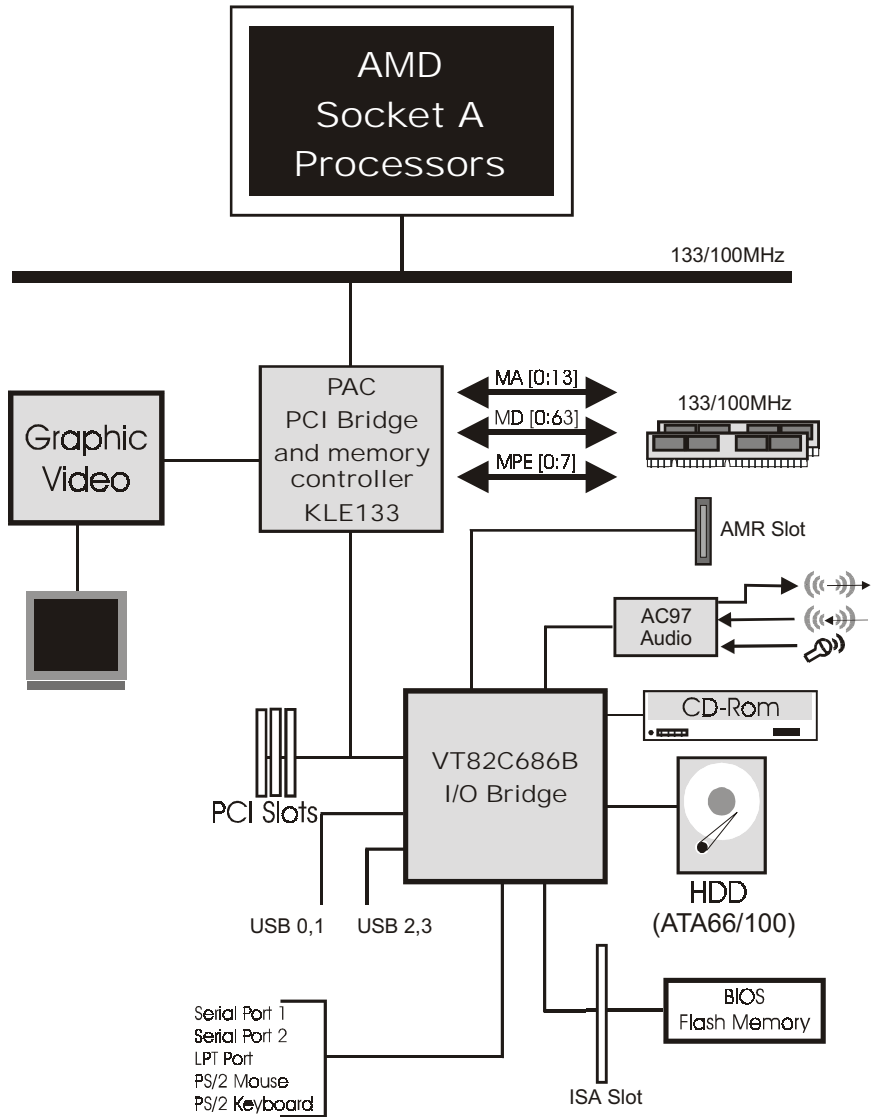 AMD
Socket A
Processors
133/100MHz
PAC
PCI Bridge
and memory
controller
KLE133
MA [0:13]
MD [0:63]
MPE [0:7]
133/100MHz
Graphic
Video
AMR Slot
AC97
Audio
CD-Rom
VT82C686B
I/O Bridge
PCI Slots
HDD
(ATA66/100)
USB 0,1
USB 2,3
BIOS
Flash Memory
Serial Port 1
Serial Port 2
LPT Port
PS/2 Mouse
PS/2 Keyboard
ISA Slot